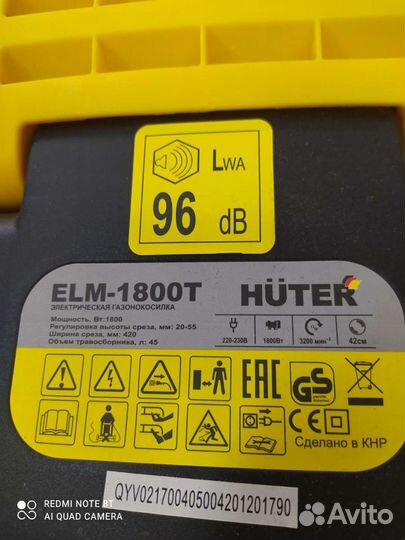 LWA
96 dB
ELM-1800T
ЭЛЕКТРИЧЕСКАЯ ГАЗОНОКОСИЛКА
HÜTER
Мощность, Вт:1800
Регулировка высоты среза, мм: 20-55
Ширина среза, мм: 420
Объем травосборника, л: 45
220-230В 1800Вт 3200 мин⁻¹ 42см
EAC
GS
Сделано в КНР
QYV021700405004201201790
REDMI NOTE 8T
AI QUAD CAMERA
Avito